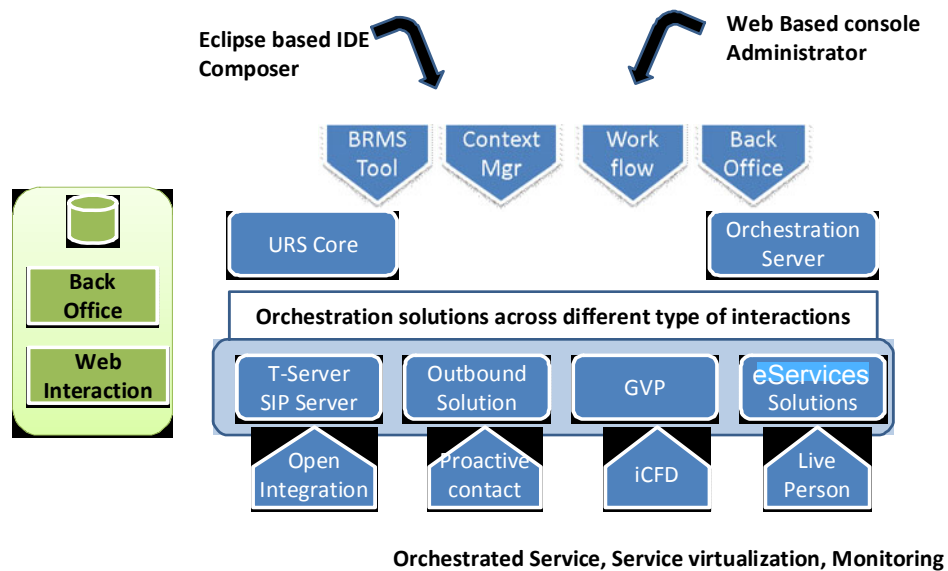 Eclipse based IDE
Composer
Web Based console
Administrator
BRMS
Tool
Context
Mgr
Work
flow
Back
Office
URS Core
Orchestration
Server
Back
Office
Web
Interaction
Orchestration solutions across different type of interactions
T-Server
SIP Server
Outbound
Solution
GVP
eServices
Solutions
Open
Integration
Proactive
contact
iCFD
Live
Person
Orchestrated Service, Service virtualization, Monitoring